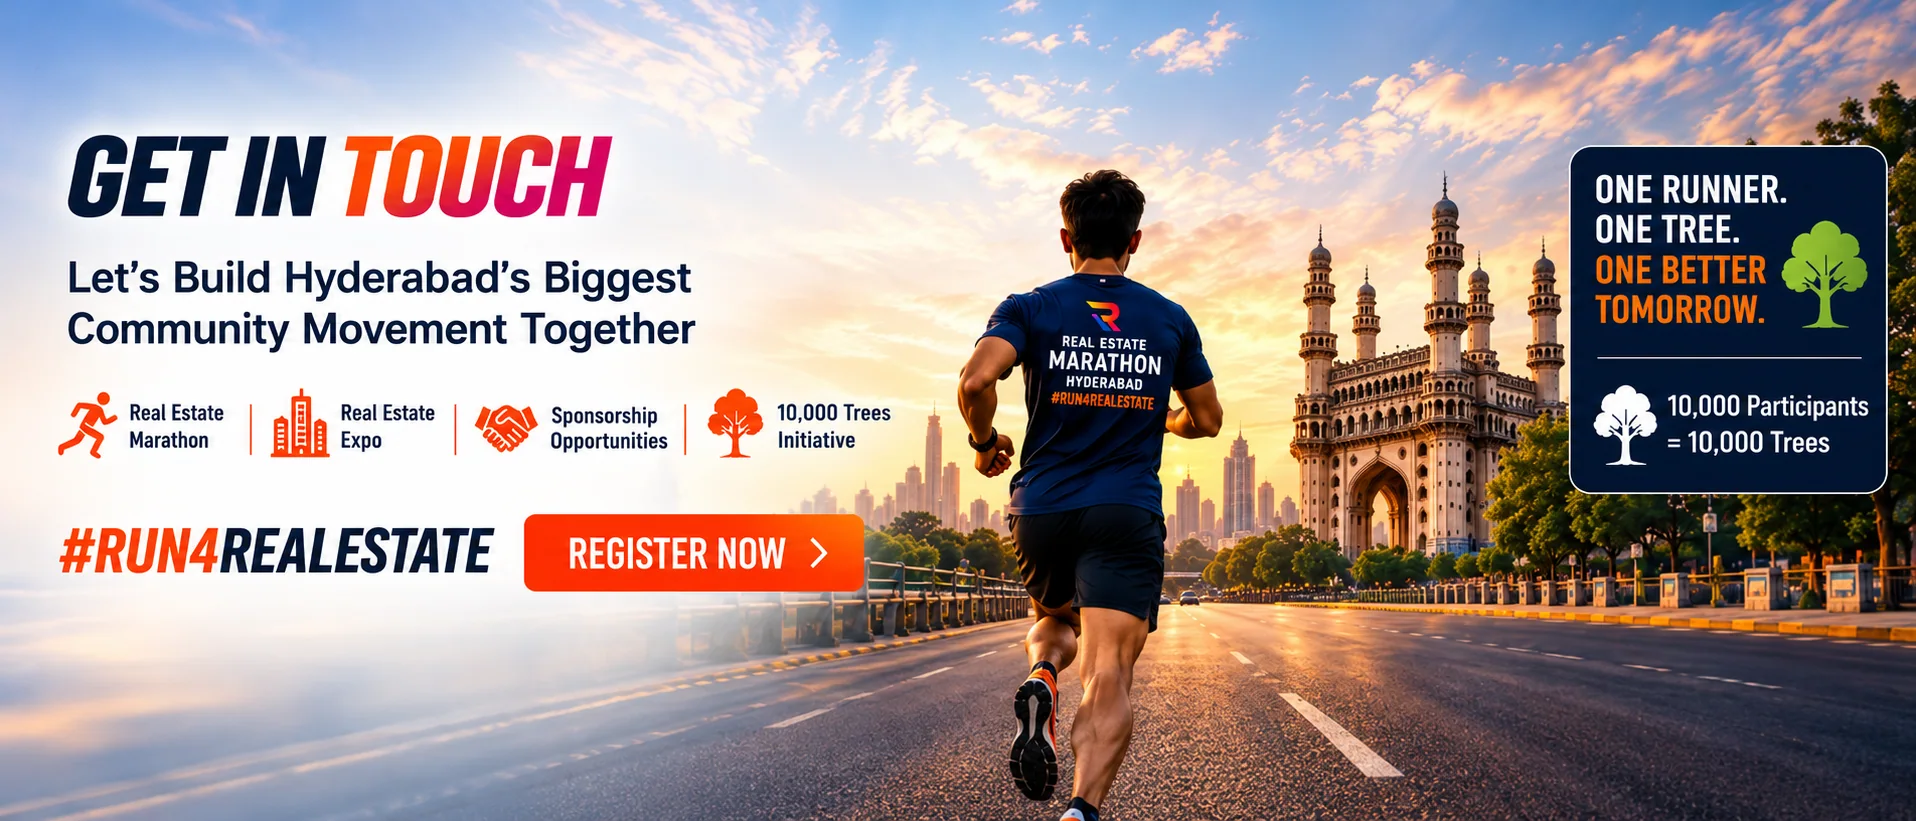 GET IN TOUCH
Let's Build Hyderabad's Biggest
Community Movement Together
Real Estate
Marathon
Real Estate
Expo
Sponsorship
Opportunities
10,000 Trees
Initiative
#RUN4REALESTATE
REGISTER NOW
R
REAL ESTATE
MARATHON
HYDERABAD
#RUN4REALESTATE
ONE RUNNER.
ONE TREE.
ONE BETTER
TOMORROW.
10,000 Participants
= 10,000 Trees